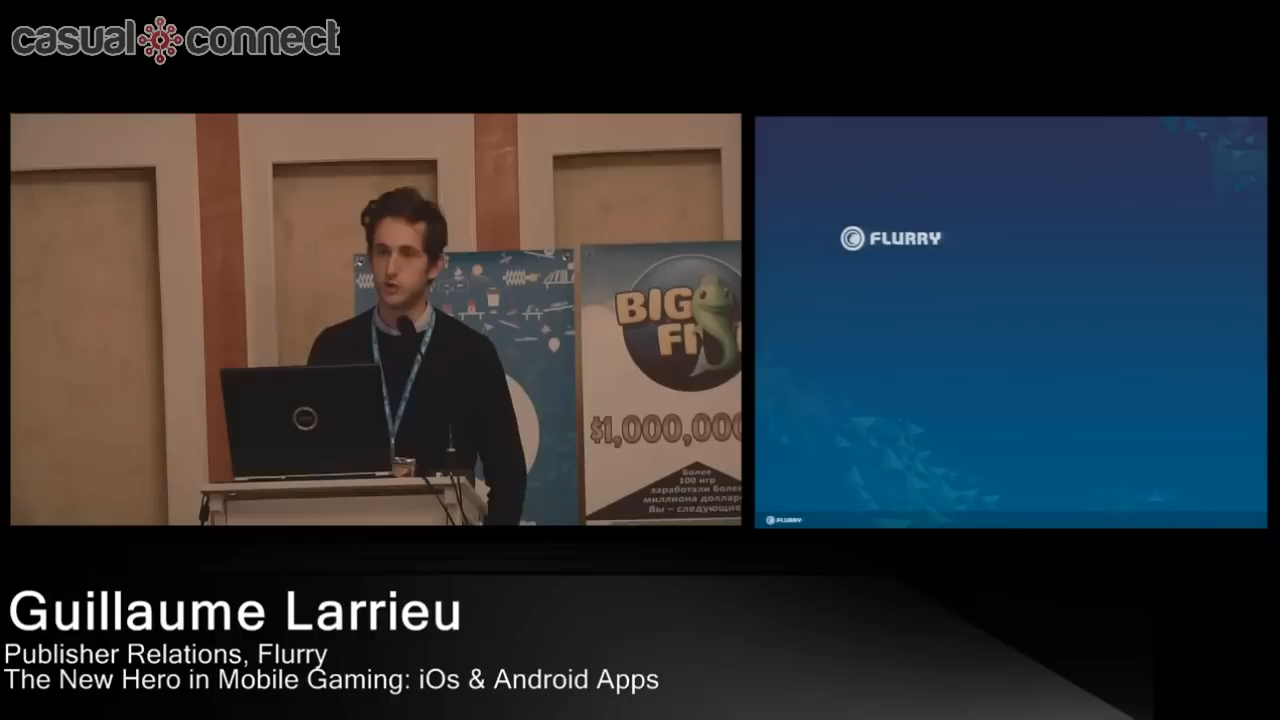 casual connect
FLURRY
BIG
$1,000,000
Более
100 игр
заработали более
миллиона доллар
Вы – следующие
FLURRY
Guillaume Larrieu
Publisher Relations, Flurry
The New Hero in Mobile Gaming: iOs & Android Apps